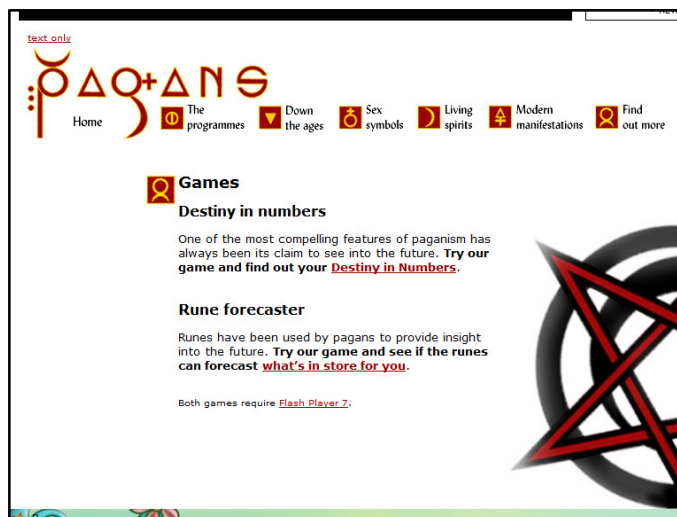 text only
pagans
Home
The
programmes
Down
the ages
Sex
symbols
Living
spirits
Modern
manifestations
Find
out more
Games
Destiny in numbers
One of the most compelling features of paganism has
always been its claim to see into the future. Try our
game and find out your Destiny in Numbers.
Rune forecaster
Runes have been used by pagans to provide insight
into the future. Try our game and see if the runes
can forecast what's in store for you.
Both games require Flash Player 7.